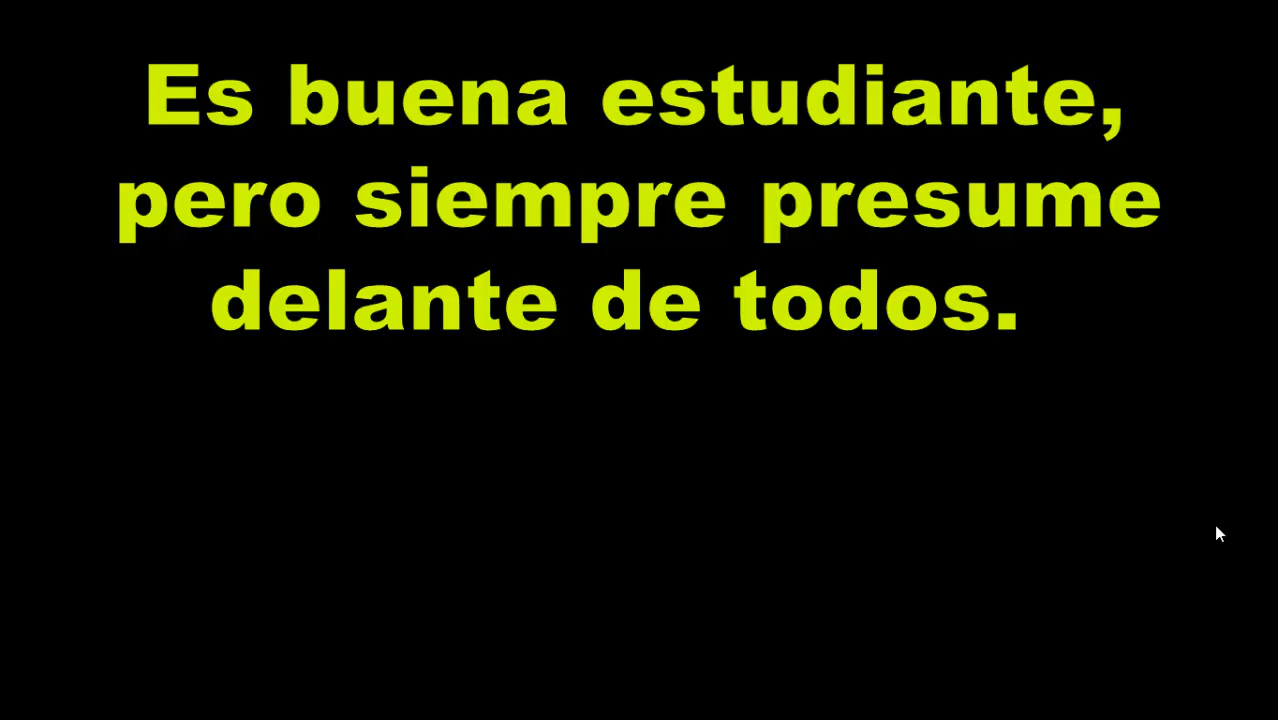 Es buena estudiante,
pero siempre presume
delante de todos.